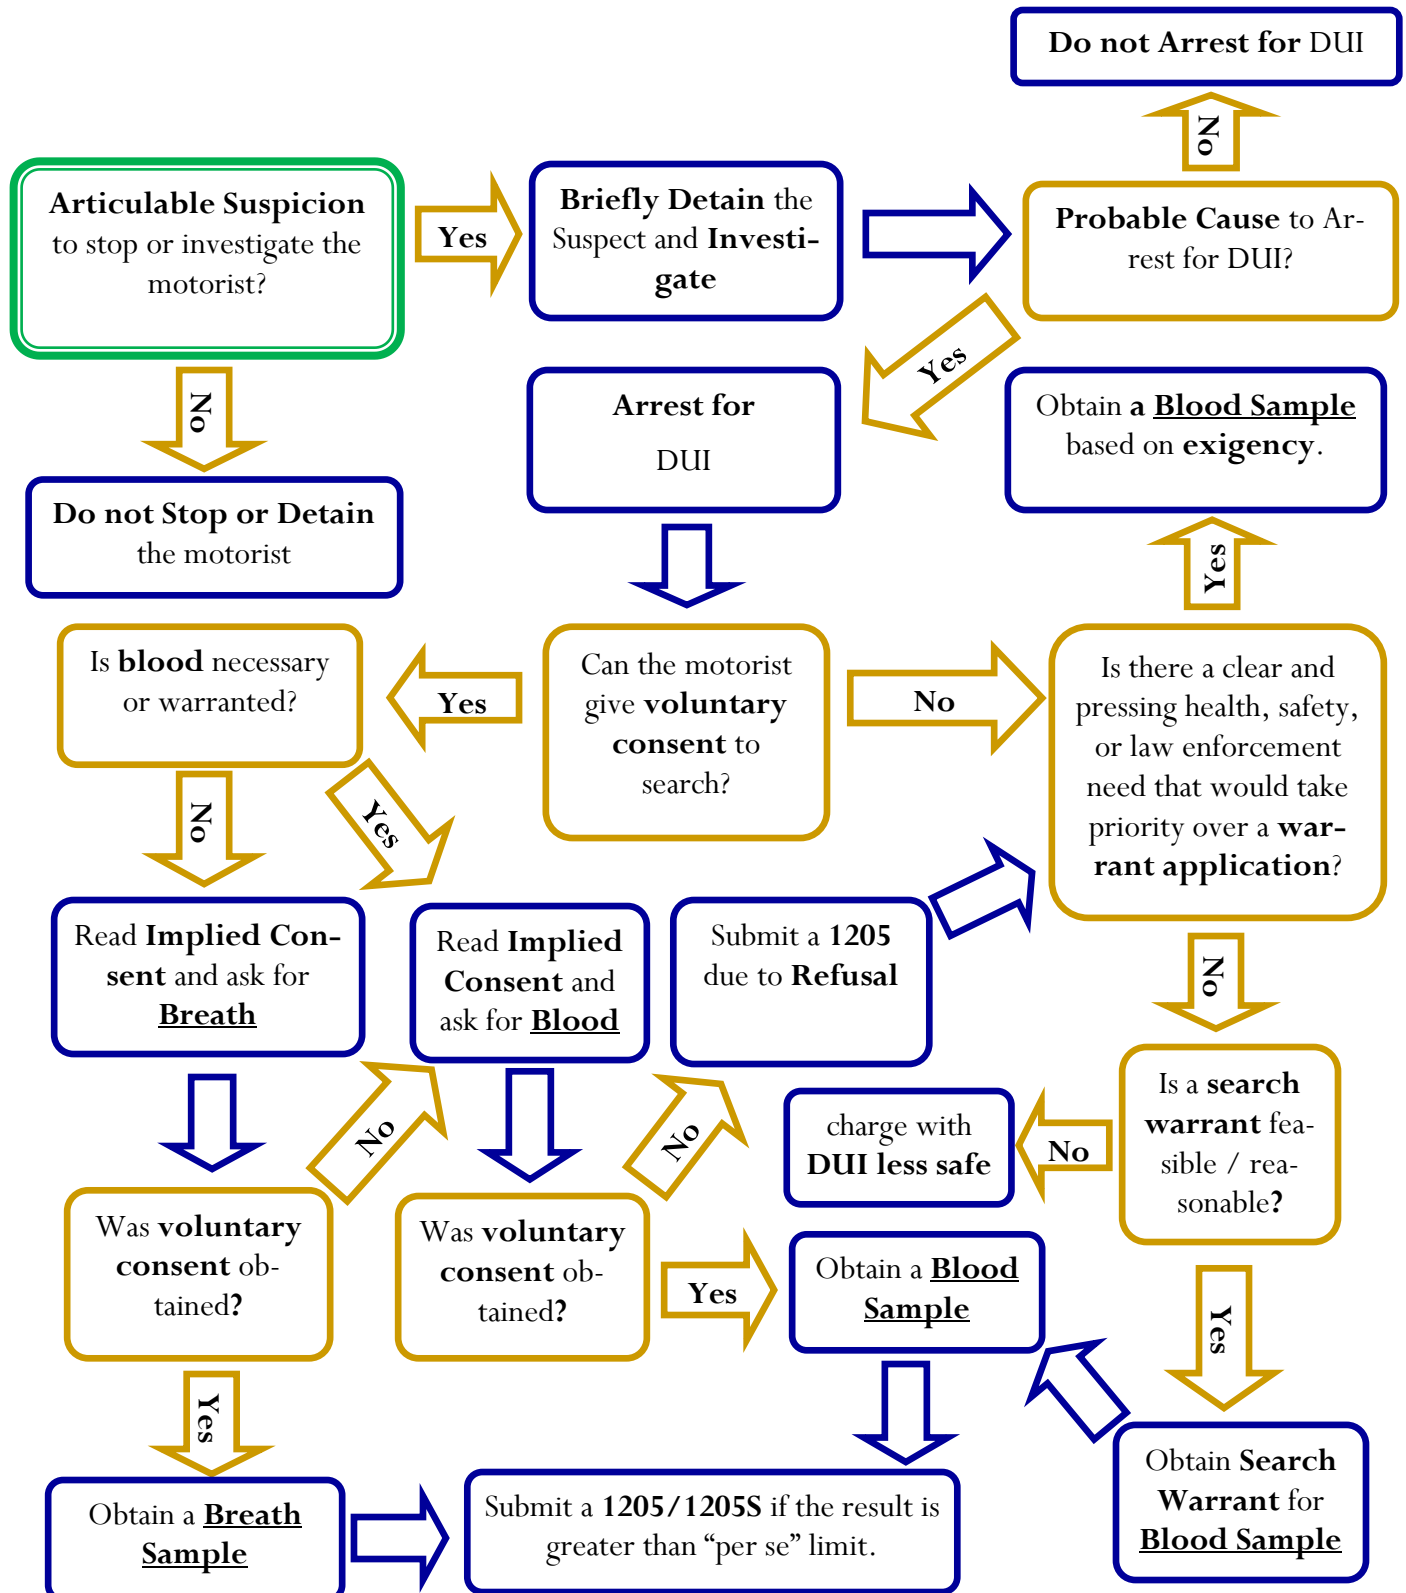 Do not Arrest for DUI
No
Articulable Suspicion
to stop or investigate the
motorist?
Yes
Briefly Detain the
Suspect and Investi-
gate
Probable Cause to Ar-
rest for DUI?
Yes
No
Do not Stop or Detain
the motorist
Arrest for
DUI
Obtain a Blood Sample
based on exigency.
Yes
Is blood necessary
or warranted?
Yes
Can the motorist
give voluntary
consent to
search?
No
Is there a clear and
pressing health, safety,
or law enforcement
need that would take
priority over a war-
rant application?
No
Yes
Read Implied Con-
sent and ask for
Breath
Read Implied
Consent and
ask for Blood
Submit a 1205
due to Refusal
No
No
No
charge with
DUI less safe
No
Is a search
warrant fea-
sible / rea-
sonable?
Was voluntary
consent ob-
tained?
Was voluntary
consent ob-
tained?
Yes
Obtain a Blood
Sample
Yes
Yes
Obtain a Breath
Sample
Submit a 1205/1205S if the result is
greater than “per se” limit.
Obtain Search
Warrant for
Blood Sample